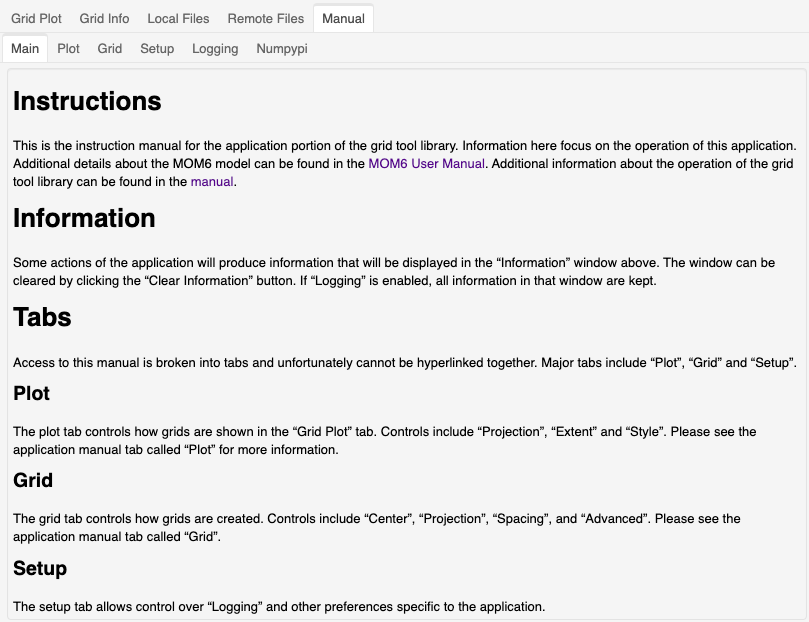 Grid Plot Grid Info Local Files Remote Files Manual
Main Plot Grid Setup Logging Numpypi
Instructions
This is the instruction manual for the application portion of the grid tool library. Information here focus on the operation of this application.
Additional details about the MOM6 model can be found in the MOM6 User Manual. Additional information about the operation of the grid
tool library can be found in the manual.
Information
Some actions of the application will produce information that will be displayed in the “Information” window above. The window can be
cleared by clicking the “Clear Information” button. If “Logging” is enabled, all information in that window are kept.
Tabs
Access to this manual is broken into tabs and unfortunately cannot be hyperlinked together. Major tabs include “Plot”, “Grid” and “Setup”.
Plot
The plot tab controls how grids are shown in the “Grid Plot” tab. Controls include “Projection”, “Extent” and “Style”. Please see the
application manual tab called “Plot” for more information.
Grid
The grid tab controls how grids are created. Controls include “Center”, “Projection”, “Spacing”, and “Advanced”. Please see the
application manual tab called “Grid”.
Setup
The setup tab allows control over “Logging” and other preferences specific to the application.